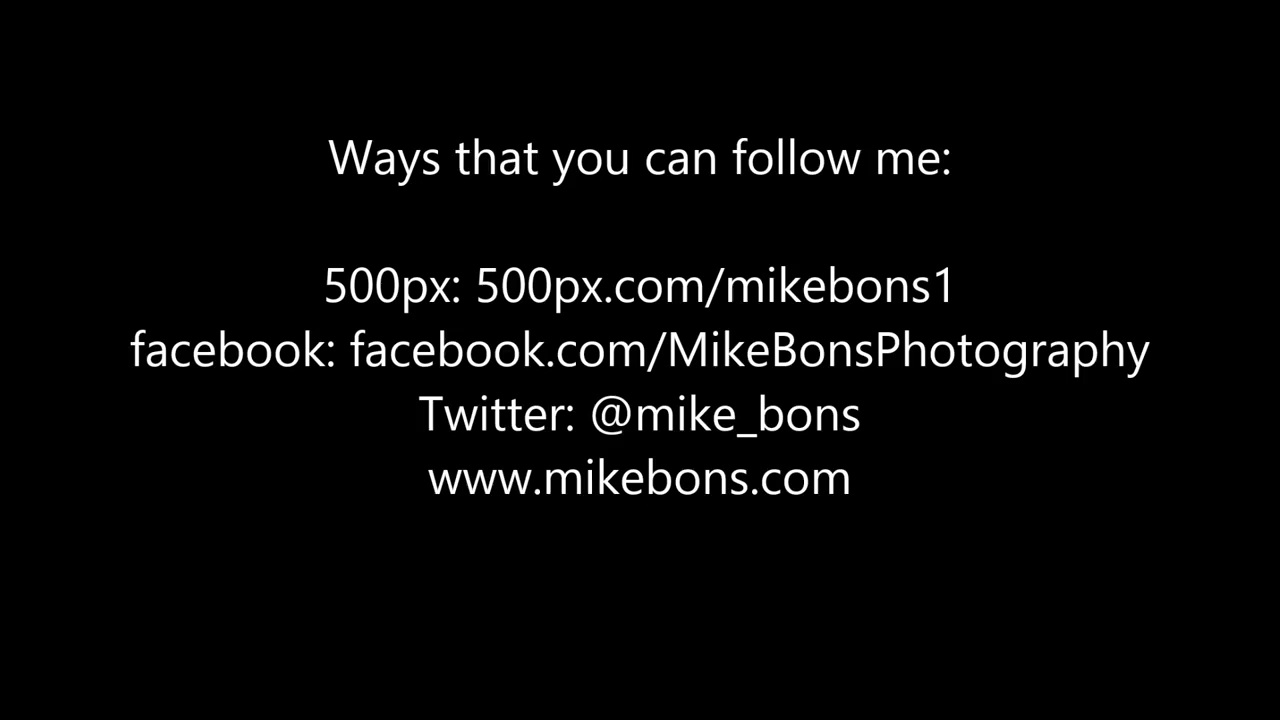 Ways that you can follow me:
500px: 500px.com/mikebons1
facebook: facebook.com/MikeBonsPhotography
Twitter: @mike_bons
www.mikebons.com